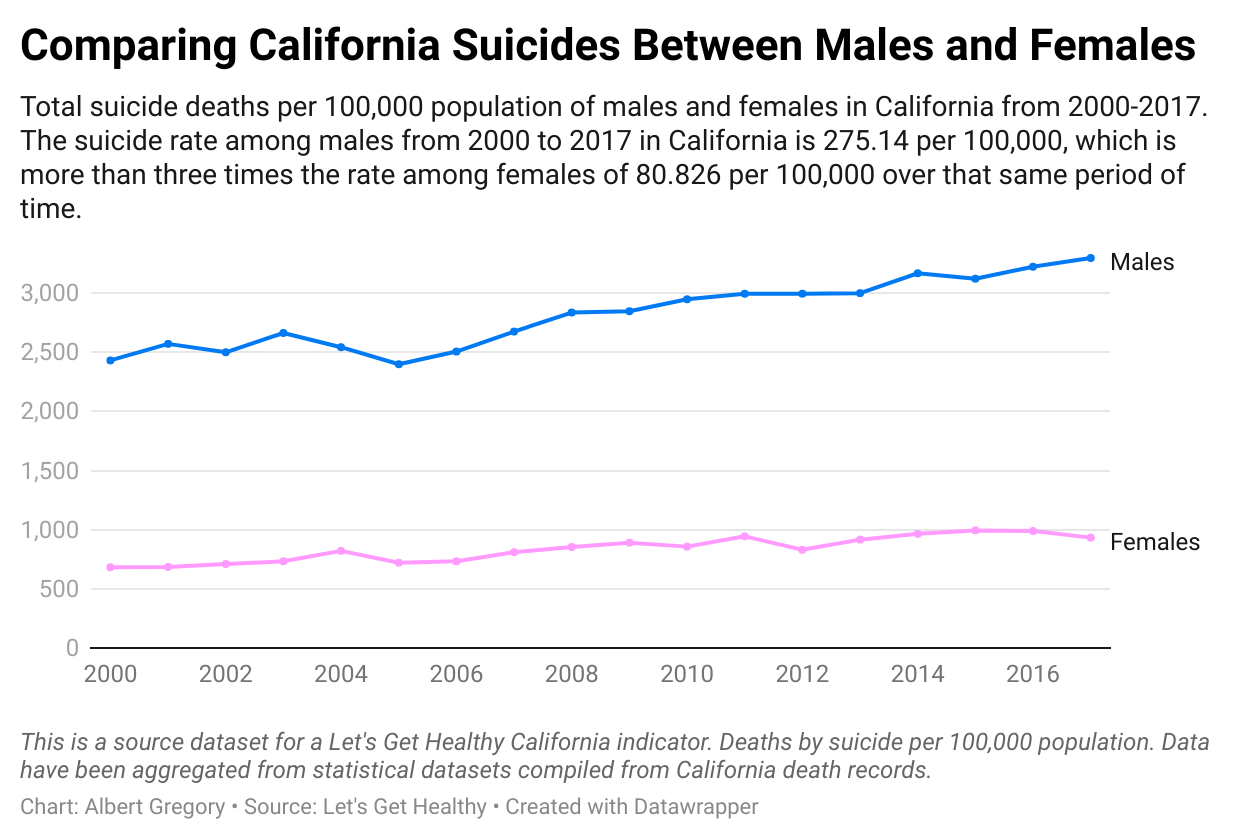 Comparing California Suicides Between Males and Females
Total suicide deaths per 100,000 population of males and females in California from 2000-2017.
The suicide rate among males from 2000 to 2017 in California is 275.14 per 100,000, which is
more than three times the rate among females of 80.826 per 100,000 over that same period of
time.
Males
3,000
2,500
2,000
1,500
1,000
Females
500
0
2000 2002 2004 2006 2008 2010 2012 2014 2016
This is a source dataset for a Let's Get Healthy California indicator. Deaths by suicide per 100,000 population. Data
have been aggregated from statistical datasets compiled from California death records.
Chart: Albert Gregory • Source: Let's Get Healthy • Created with Datawrapper